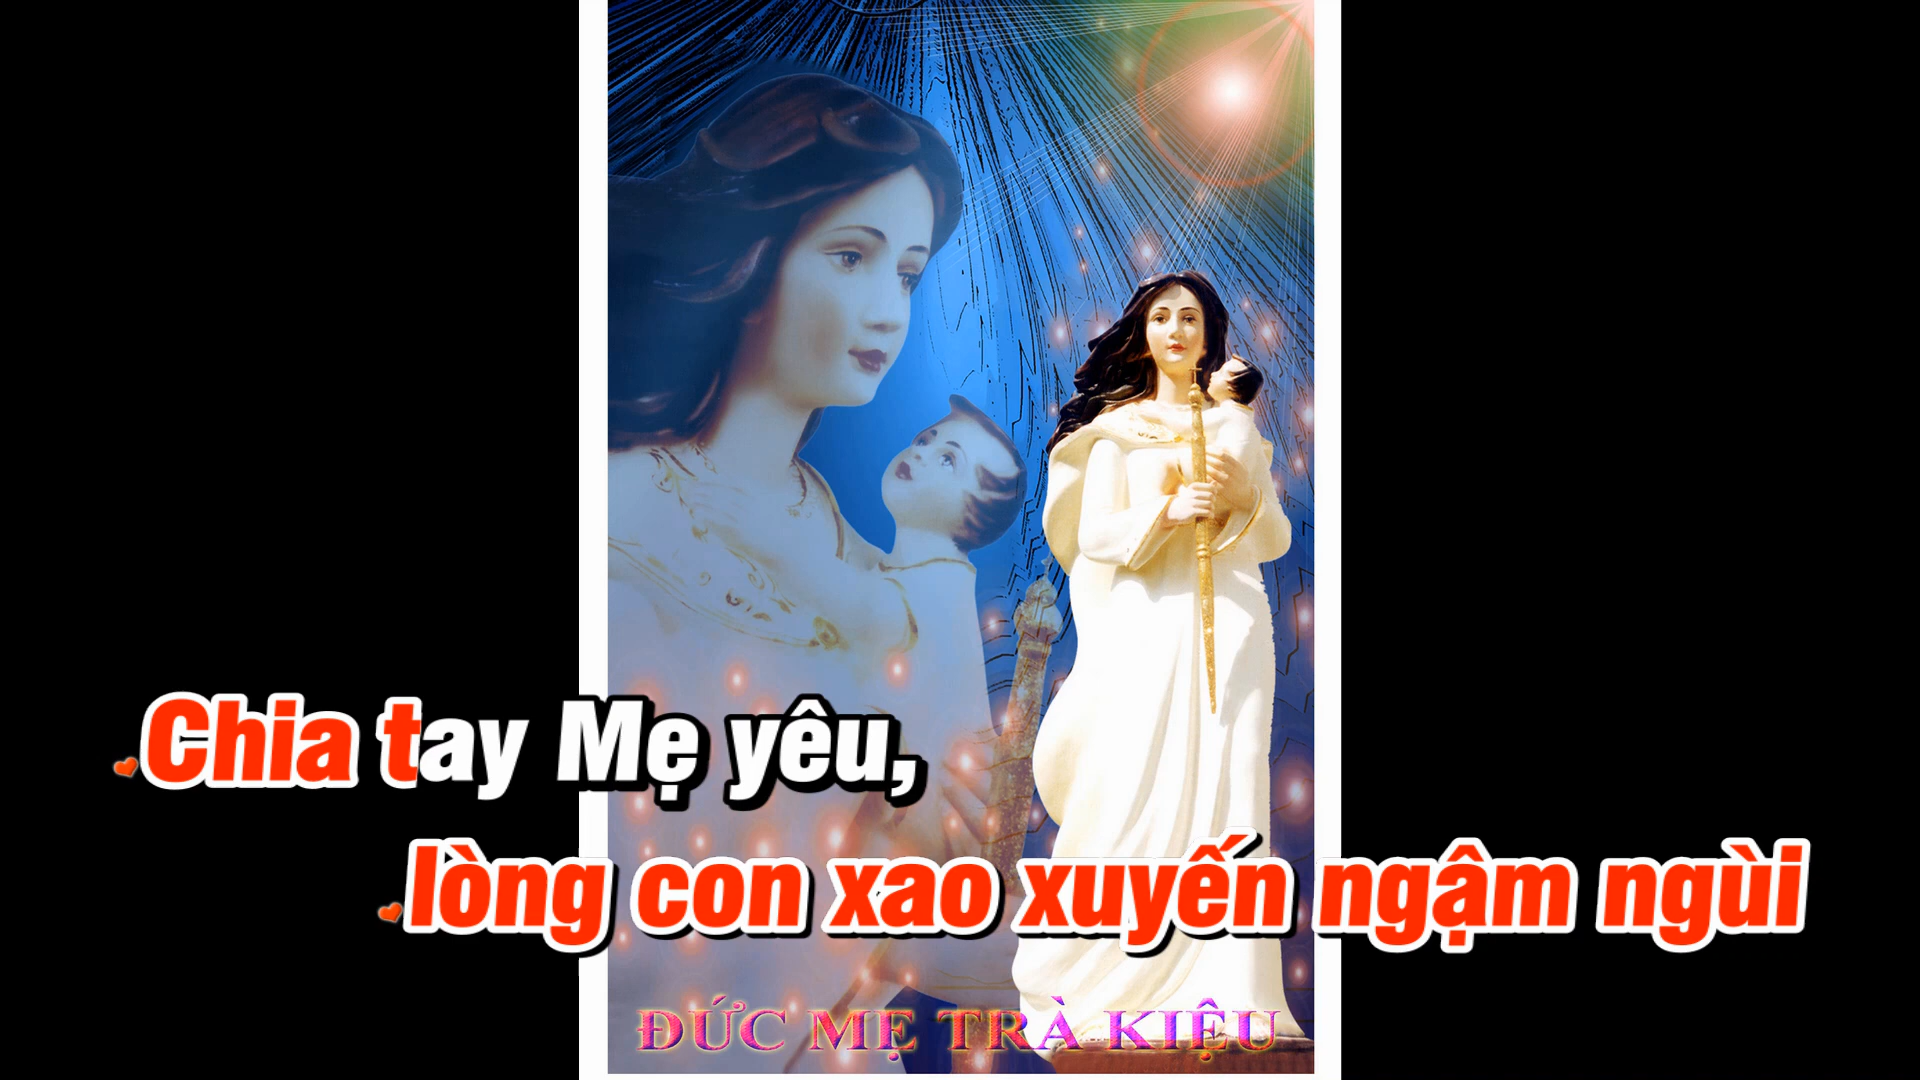 Chia tay Mẹ yêu,
lòng con xao xuyến ngậm ngùi
ĐỨC MẸ TRÀ KIỆU